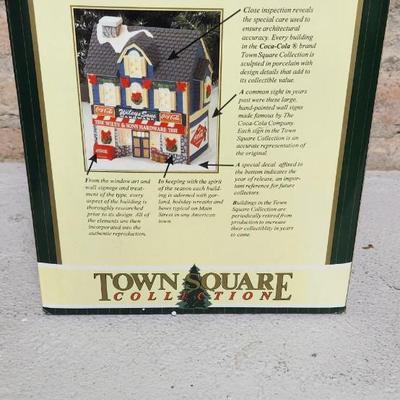 Close inspection reveals
the special care used to
ensure architectural
accuracy. Every building
in the Coca-Cola ® brand
Town Square Collection is
sculpted in porcelain with
design details that add to
its collectible value.
A common sight in years
past were these large,
hand-painted wall signs
made famous by The
Coca-Cola Company.
Each sign in the Town
Square Collection is an
accurate representation of
the original.
A special decal affixed to
the bottom indicates the
year of release, an impor-
tant reference for future
collectors.
Buildings in the Town
Square Collection are
periodically retired from
production to increase
their collectibility in years
to come.
From the window art and
wall signage and treat-
ment of the type, every
aspect of the building is
thoroughly researched
prior to its design. All of
the elements are then
incorporated into the
authentic reproduction.
In keeping with the spirit
of the season each build-
ing is adorned with gar-
land, holiday wreaths and
bows typical on Main
Street in any American
town.
Coca-Cola
Coca-Cola
THE WILEY & SONS HARDWARE
TOWN SQUARE
COLLECTION